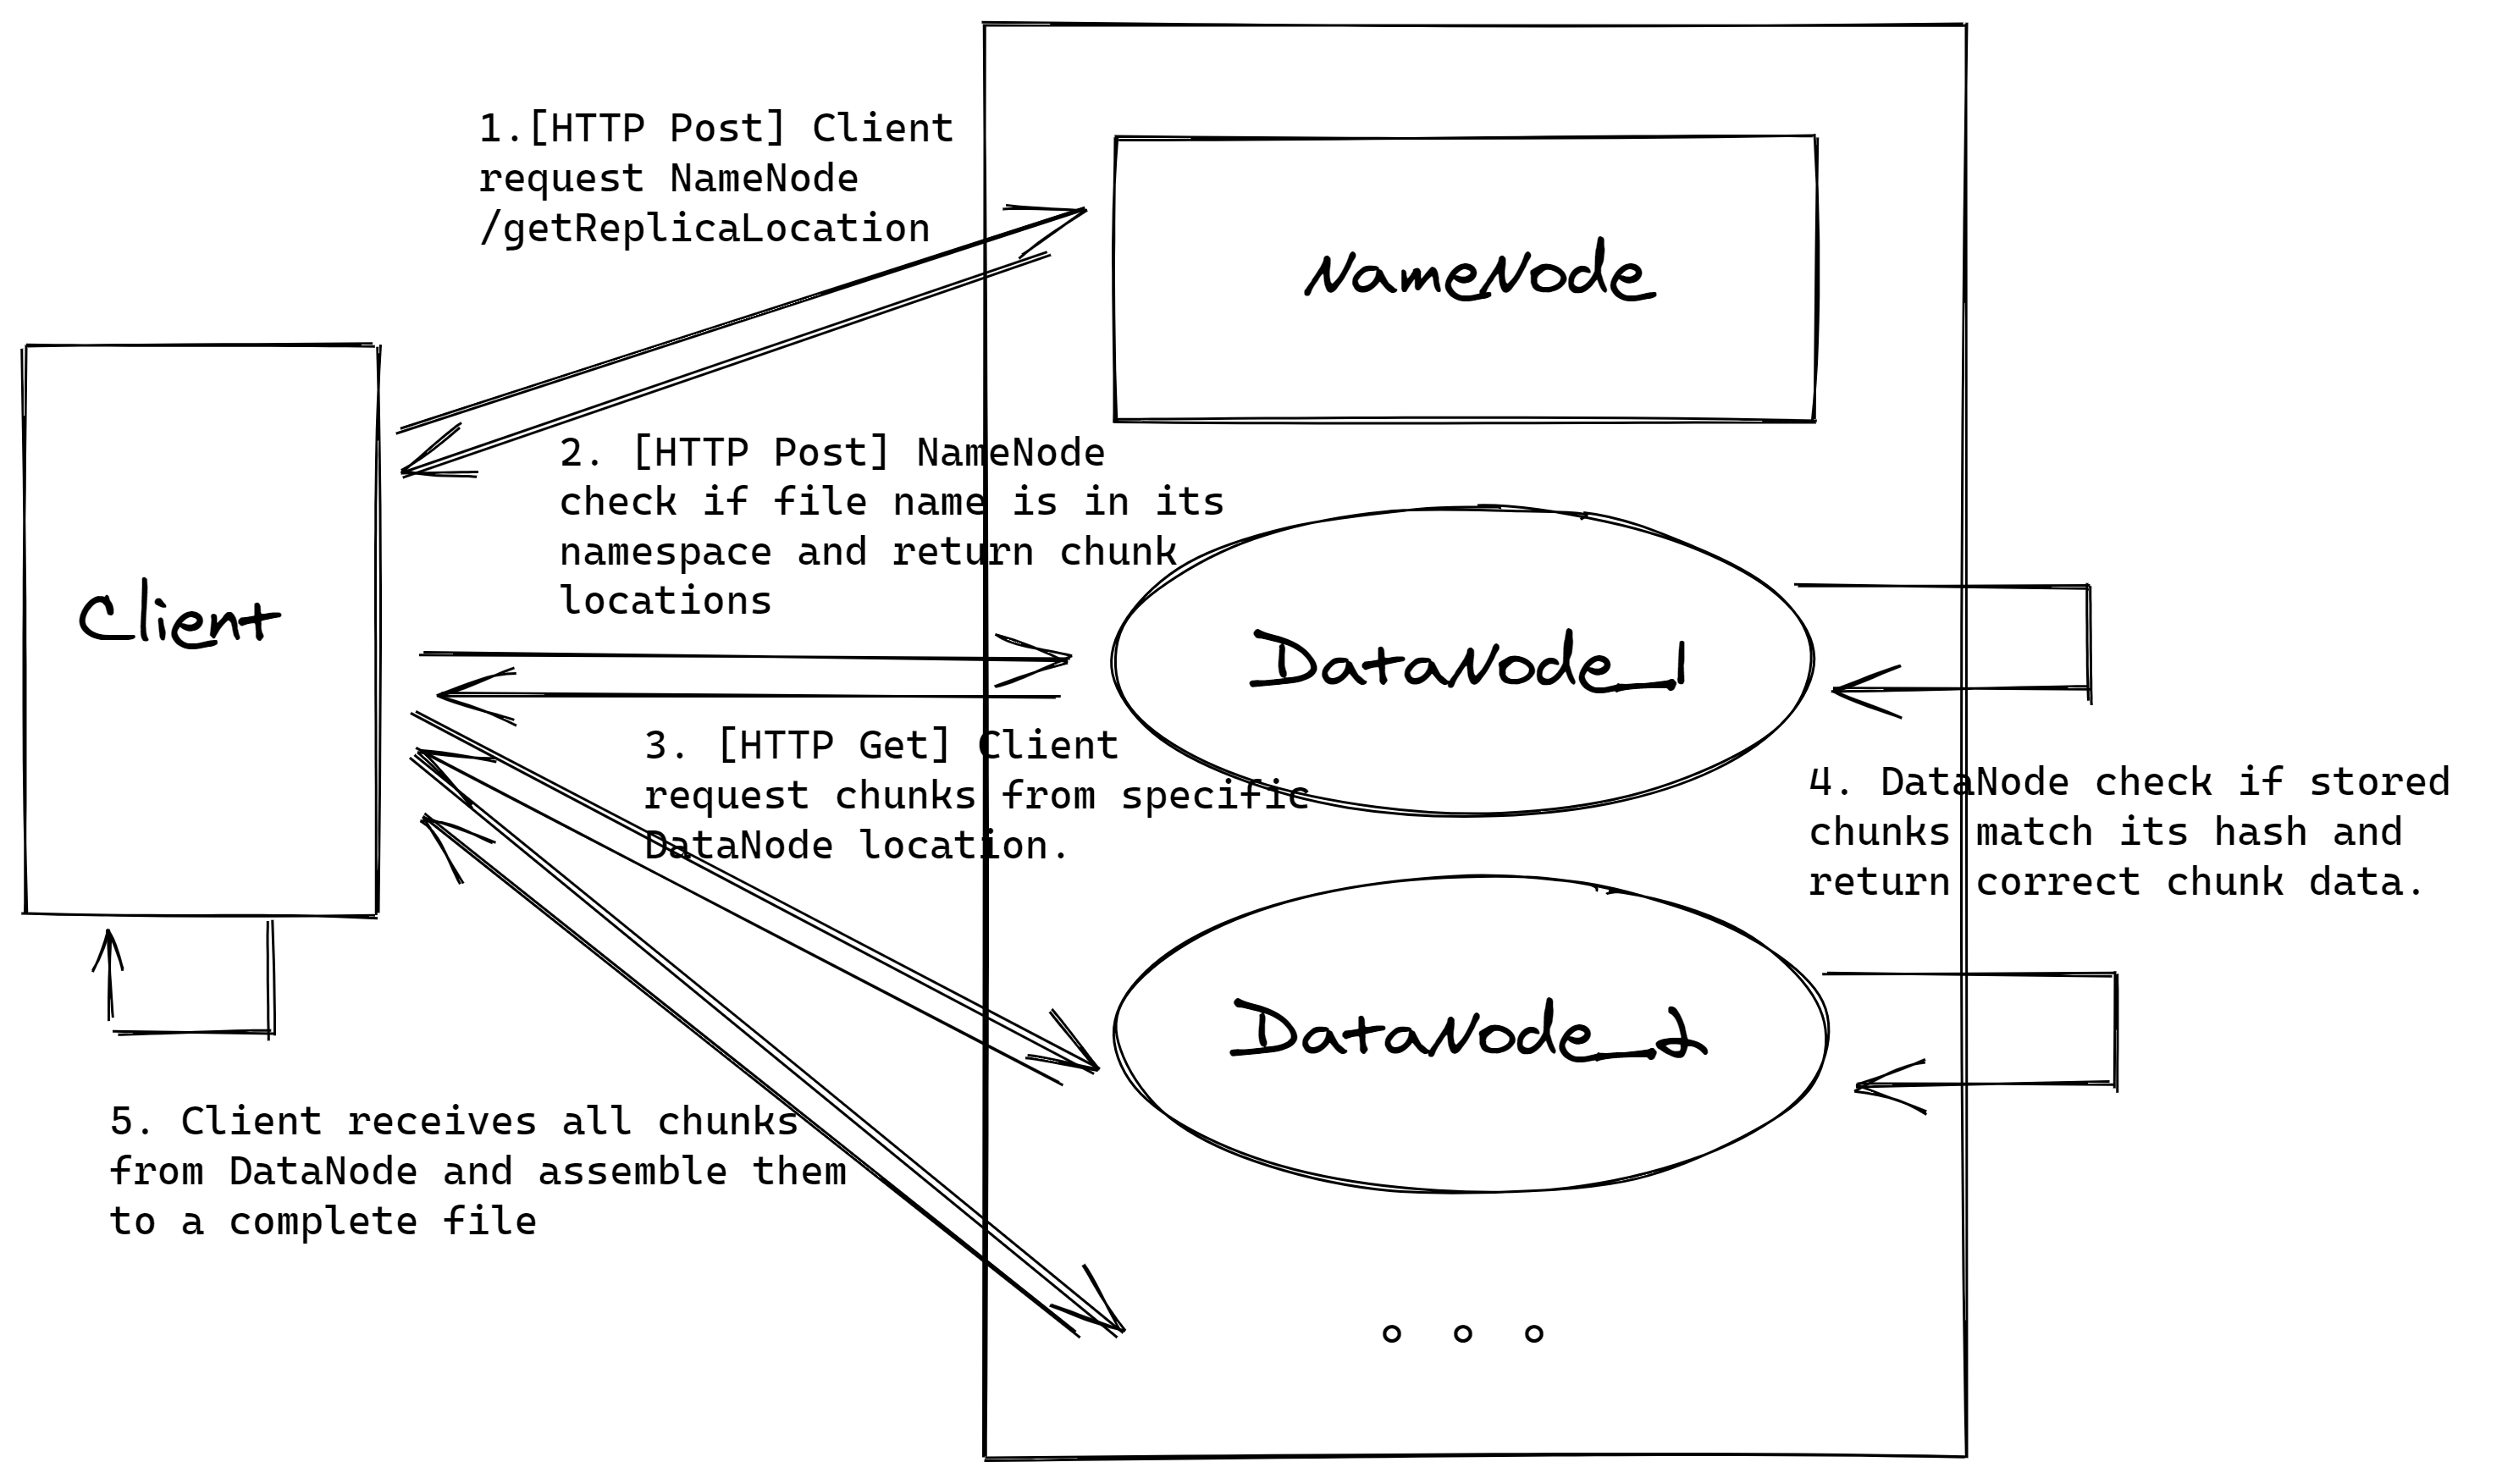 1.[HTTP Post] Client
request NameNode
/getReplicaLocation
NameNode
2. [HTTP Post] NameNode
check if file name is in its
namespace and return chunk
locations
Client
DataNode_1
3. [HTTP Get] Client
request chunks from specific
DataNode location.
4. DataNode check if stored
chunks match its hash and
return correct chunk data.
DataNode_2
5. Client receives all chunks
from DataNode and assemble them
to a complete file